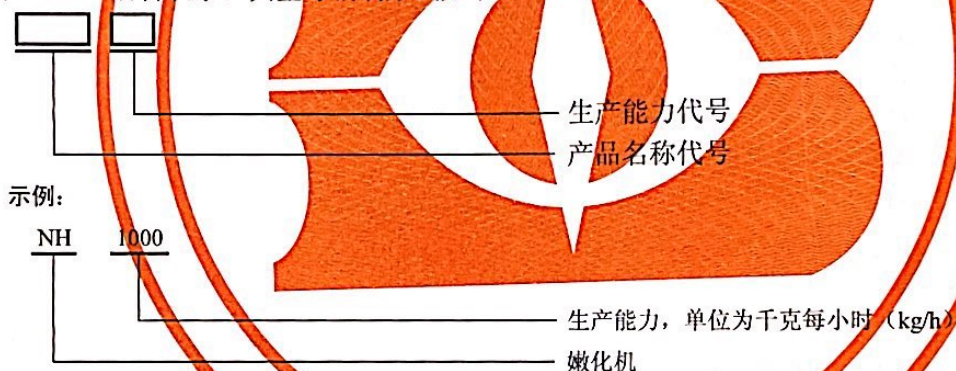 生产能力代号
产品名称代号
示例：
NH 1000
生产能力，单位为千克每小时（kg/h）
嫩化机